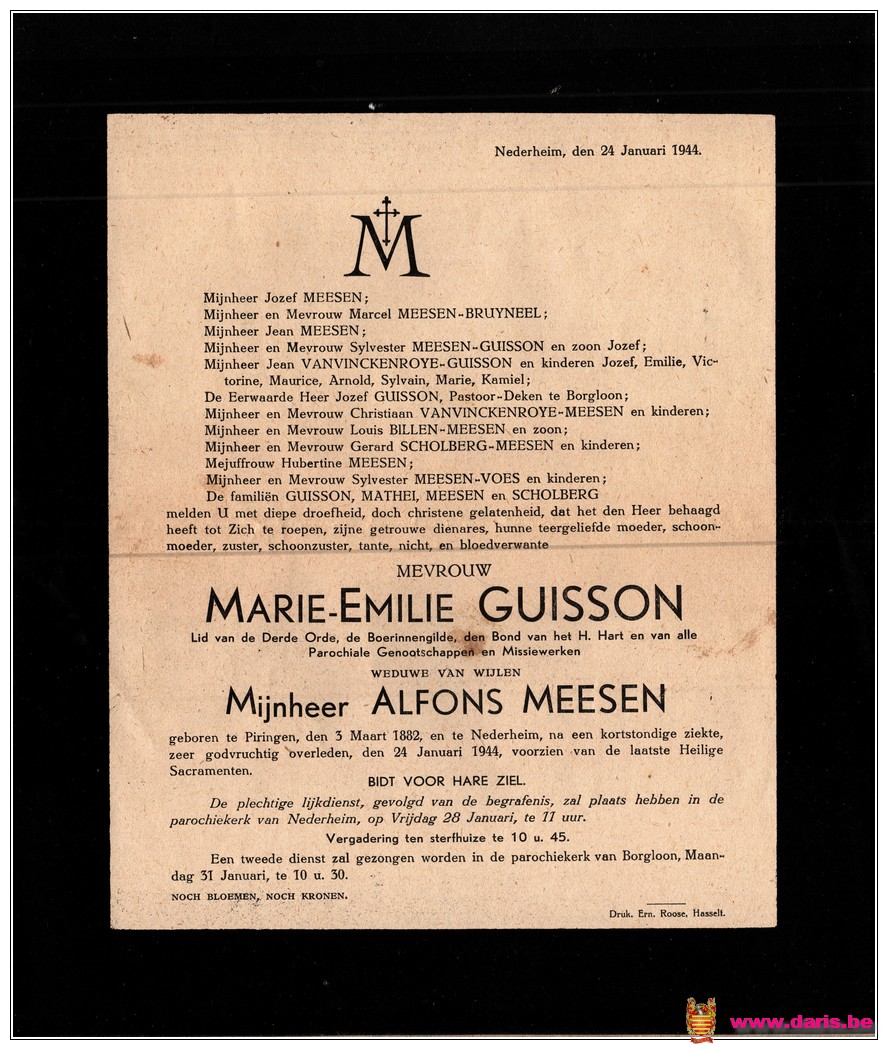 Nederheim, den 24 Januari 1944.
M
Mijnheer Jozef MEESEN;
Mijnheer en Mevrouw Marcel MEESEN-BRUYNEEL;
Mijnheer Jean MEESEN;
Mijnheer en Mevrouw Sylvester MEESEN-GUISSON en zoon Jozef;
Mijnheer Jean VANVINCKENROYE-GUISSON en kinderen Jozef, Emilie, Vic-
torine, Maurice, Arnold, Sylvain, Marie, Kamiel;
De Eerwaarde Heer Jozef GUISSON, Pastoor-Deken te Borgloon;
Mijnheer en Mevrouw Christiaan VANVINCKENROYE-MEESEN en kinderen;
Mijnheer en Mevrouw Louis BILLEN-MEESEN en zoon;
Mijnheer en Mevrouw Gerard SCHOLBERG-MEESEN en kinderen;
Mejuffrouw Hubertine MEESEN;
Mijnheer en Mevrouw Sylvester MEESEN-VOES en kinderen;
De familiën GUISSON, MATHEI, MEESEN en SCHOLBERG
melden U met diepe droefheid, doch christene gelatenheid, dat het den Heer behaagd
heeft tot Zich te roepen, zijne getrouwe dienares, hunne teergeliefde moeder, schoon-
moeder, zuster, schoonzuster, tante, nicht, en bloedverwante
MEVROUW
MARIE-EMILIE GUISSON
Lid van de Derde Orde, de Boerinnengilde, den Bond van het H. Hart en van alle
Parochiale Genootschappen en Missiewerken
WEDUWE VAN WIJLEN
Mijnheer ALFONS MEESEN
geboren te Piringen, den 3 Maart 1882, en te Nederheim, na een kortstondige ziekte,
zeer godvruchtig overleden, den 24 Januari 1944, voorzien van de laatste Heilige
Sacramenten.
BIDT VOOR HARE ZIEL.
De plechtige lijkdienst, gevolgd van de begrafenis, zal plaats hebben in de
parochiekerk van Nederheim, op Vrijdag 28 Januari, te 11 uur.
Vergadering ten sterfhuize te 10 u. 45.
Een tweede dienst zal gezongen worden in de parochiekerk van Borgloon, Maan-
dag 31 Januari, te 10 u. 30.
NOCH BLOEMEN, NOCH KRONEN.
Druk. Ern. Roose, Hasselt.
www.daris.be